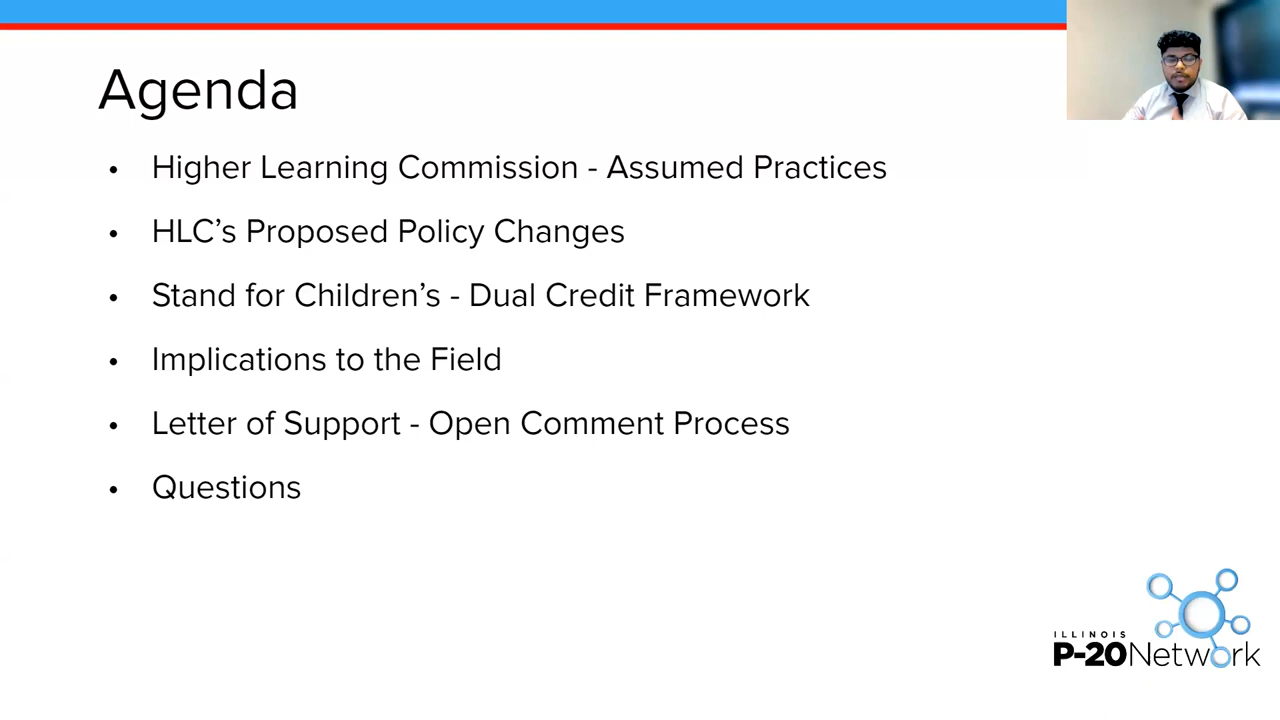 Agenda
• Higher Learning Commission - Assumed Practices
• HLC’s Proposed Policy Changes
• Stand for Children’s - Dual Credit Framework
• Implications to the Field
• Letter of Support - Open Comment Process
• Questions
ILLINOIS
P-20Network